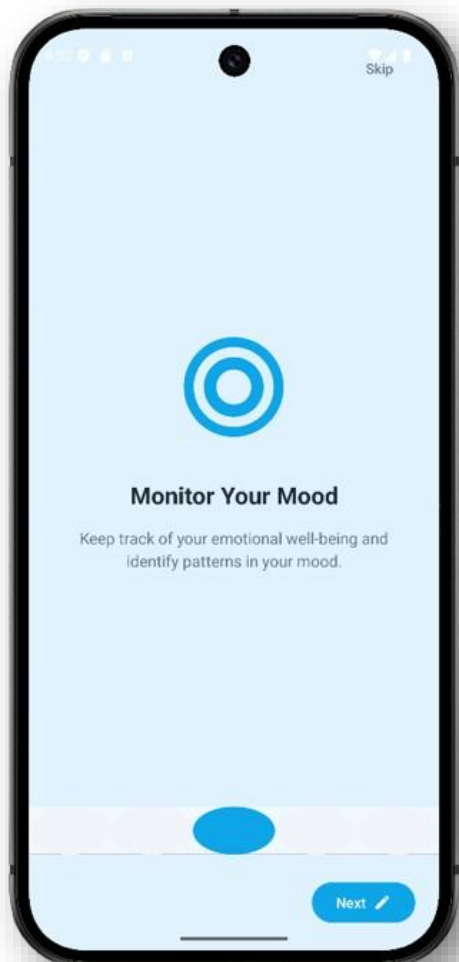 Skip
Monitor Your Mood
Keep track of your emotional well-being and
identify patterns in your mood.
Next